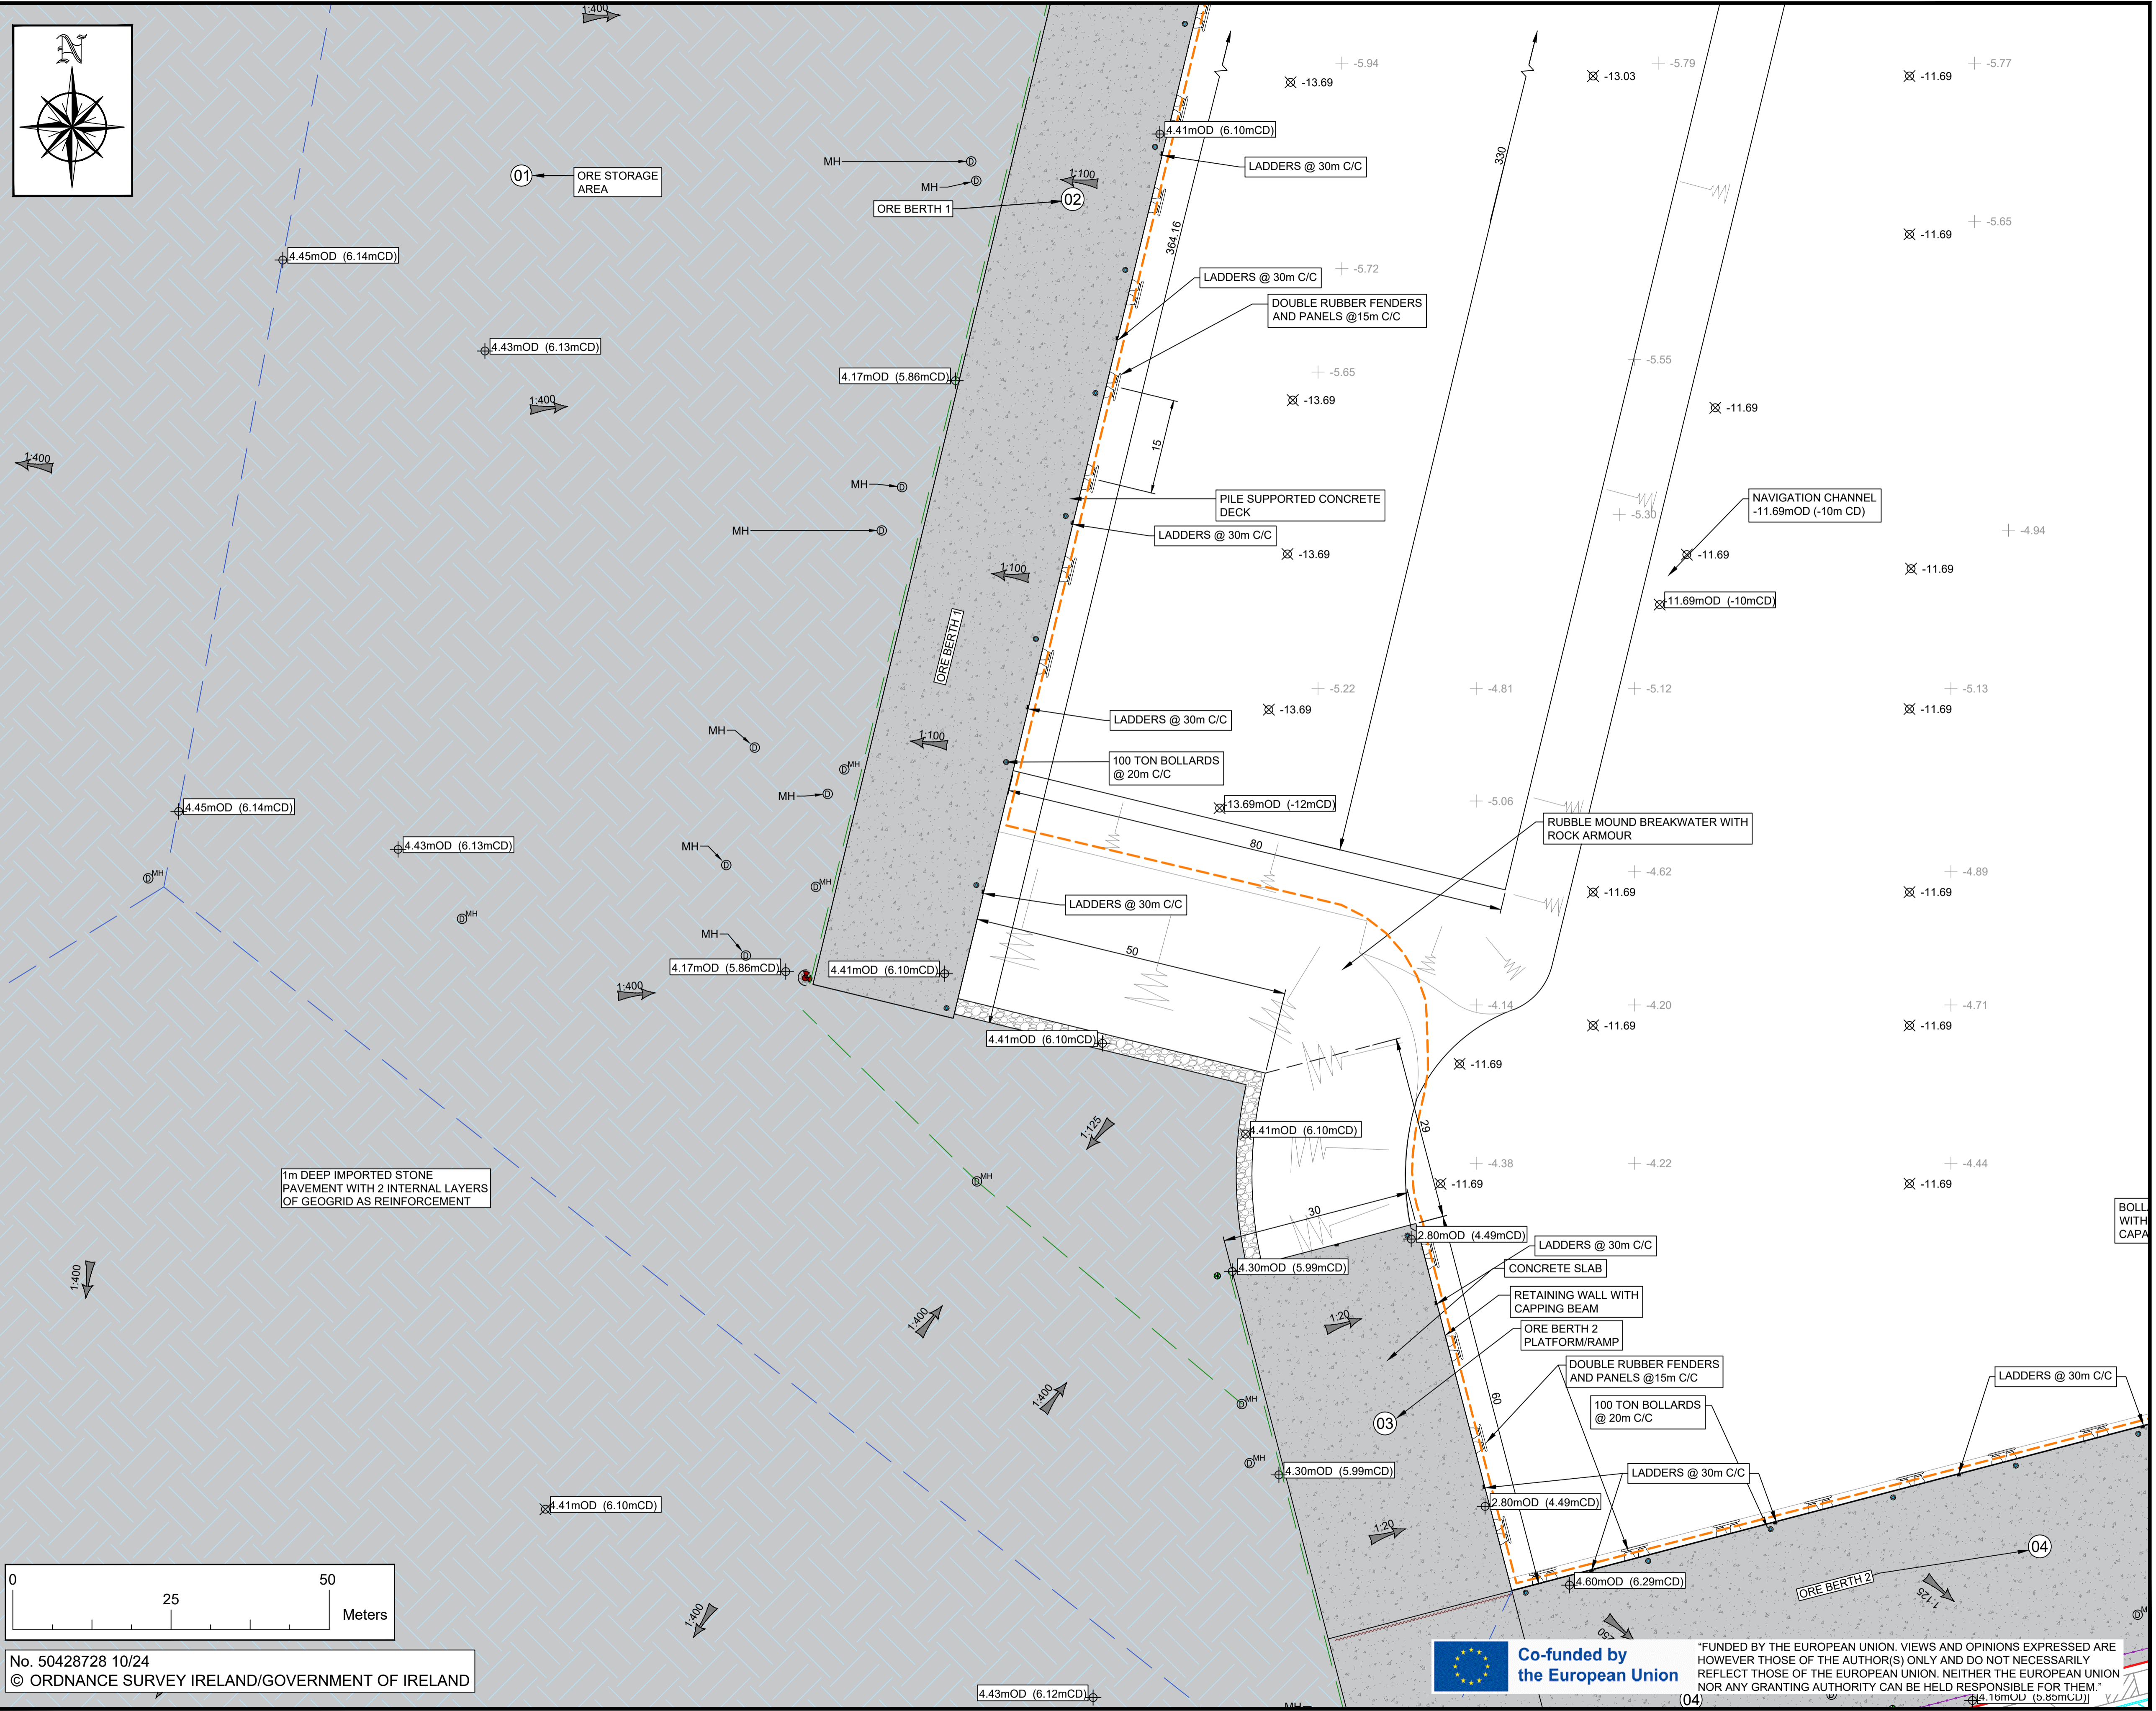 N
1:400
-5.94
-13.69
-13.03
-5.79
-11.69
-5.77
4.41mOD (6.10mCD)
LADDERS @ 30m C/C
330
01
ORE STORAGE
AREA
MH
MH
1:100
ORE BERTH 1
02
364.16
-5.65
-11.69
4.45mOD (6.14mCD)
-5.72
LADDERS @ 30m C/C
DOUBLE RUBBER FENDERS
AND PANELS @15m C/C
4.43mOD (6.13mCD)
4.17mOD (5.86mCD)
-5.65
-5.55
1:400
-13.69
-11.69
15
1:400
MH
PILE SUPPORTED CONCRETE
DECK
NAVIGATION CHANNEL
-11.69mOD (-10m CD)
-5.30
-4.94
MH
LADDERS @ 30m C/C
-13.69
-11.69
-11.69
1:100
-11.69mOD (-10mCD)
ORE BERTH 1
-5.22
-4.81
-5.12
-5.13
-13.69
-11.69
LADDERS @ 30m C/C
MH
1:100
100 TON BOLLARDS
@ 20m C/C
MH
MH
4.45mOD (6.14mCD)
-13.69mOD (-12mCD)
-5.06
RUBBLE MOUND BREAKWATER WITH
ROCK ARMOUR
4.43mOD (6.13mCD)
MH
80
MH
MH
-4.62
-4.89
-11.69
-11.69
LADDERS @ 30m C/C
MH
MH
50
4.17mOD (5.86mCD)
4.41mOD (6.10mCD)
1:400
-4.14
-4.20
-4.71
-11.69
-11.69
4.41mOD (6.10mCD)
-11.69
1:125
4.41mOD (6.10mCD)
29
1m DEEP IMPORTED STONE
PAVEMENT WITH 2 INTERNAL LAYERS
OF GEOGRID AS REINFORCEMENT
MH
-4.38
-4.22
-4.44
-11.69
-11.69
30
BOLL
WITH
CAPA
2.80mOD (4.49mCD)
LADDERS @ 30m C/C
4.30mOD (5.99mCD)
CONCRETE SLAB
1:400
1:400
1:20
RETAINING WALL WITH
CAPPING BEAM
ORE BERTH 2
PLATFORM/RAMP
DOUBLE RUBBER FENDERS
AND PANELS @15m C/C
LADDERS @ 30m C/C
1:400
MH
60
100 TON BOLLARDS
@ 20m C/C
03
MH
4.30mOD (5.99mCD)
LADDERS @ 30m C/C
4.41mOD (6.10mCD)
2.80mOD (4.49mCD)
1:20
04
4.60mOD (6.29mCD)
ORE BERTH 2
1:125
0
25
50
Meters
1:400
250
M
No. 50428728 10/24
© ORDNANCE SURVEY IRELAND/GOVERNMENT OF IRELAND
Co-funded by
the European Union
"FUNDED BY THE EUROPEAN UNION. VIEWS AND OPINIONS EXPRESSED ARE
HOWEVER THOSE OF THE AUTHOR(S) ONLY AND DO NOT NECESSARILY
REFLECT THOSE OF THE EUROPEAN UNION. NEITHER THE EUROPEAN UNION
NOR ANY GRANTING AUTHORITY CAN BE HELD RESPONSIBLE FOR THEM."
4.43mOD (6.12mCD)
MH
(04)
4.16mOD (5.85mCD)